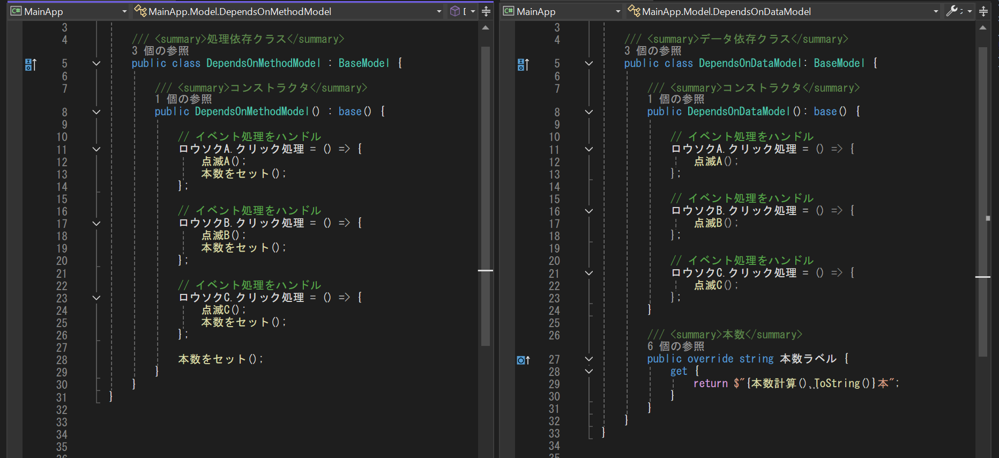 C# MainApp MainApp.Model.DependsOnMethodModel [
3
4 /// <summary>処理依存クラス</summary>
3 個の参照
5 public class DependsOnMethodModel : BaseModel {
6
7 /// <summary>コンストラクタ</summary>
1 個の参照
8 public DependsOnMethodModel() : base() {
9
10 // イベント処理をハンドル
11 ロウソクA.クリック処理 = () => {
12 点滅A();
13 本数をセット();
14 };
15
16 // イベント処理をハンドル
17 ロウソクB.クリック処理 = () => {
18 点滅B();
19 本数をセット();
20 };
21
22 // イベント処理をハンドル
23 ロウソクC.クリック処理 = () => {
24 点滅C();
25 本数をセット();
26 };
27
28 本数をセット();
29 }
30 }
31 }
32
33
34
35
C# MainApp MainApp.Model.DependsOnDataModel
3
4 /// <summary>データ依存クラス</summary>
3 個の参照
5 public class DependsOnDataModel: BaseModel {
6
7 /// <summary>コンストラクタ</summary>
1 個の参照
8 public DependsOnDataModel(): base() {
9
10 // イベント処理をハンドル
11 ロウソクA.クリック処理 = () => {
12 点滅A();
13 };
14
15 // イベント処理をハンドル
16 ロウソクB.クリック処理 = () => {
17 点滅B();
18 };
19
20 // イベント処理をハンドル
21 ロウソクC.クリック処理 = () => {
22 点滅C();
23 };
24 }
25
26 /// <summary>本数</summary>
6 個の参照
27 public override string 本数ラベル {
28 get {
29 return $"{本数計算().ToString()}本";
30 }
31 }
32 }
33 }
34